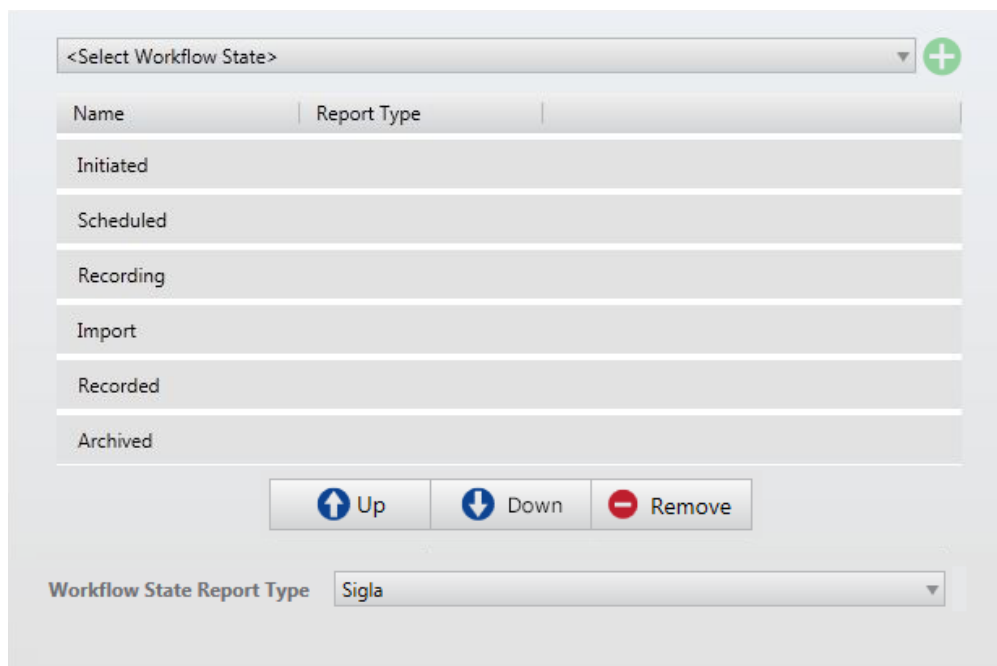 <Select Workflow State>
Name Report Type
Initiated
Scheduled
Recording
Import
Recorded
Archived
Up Down Remove
Workflow State Report Type Sigla